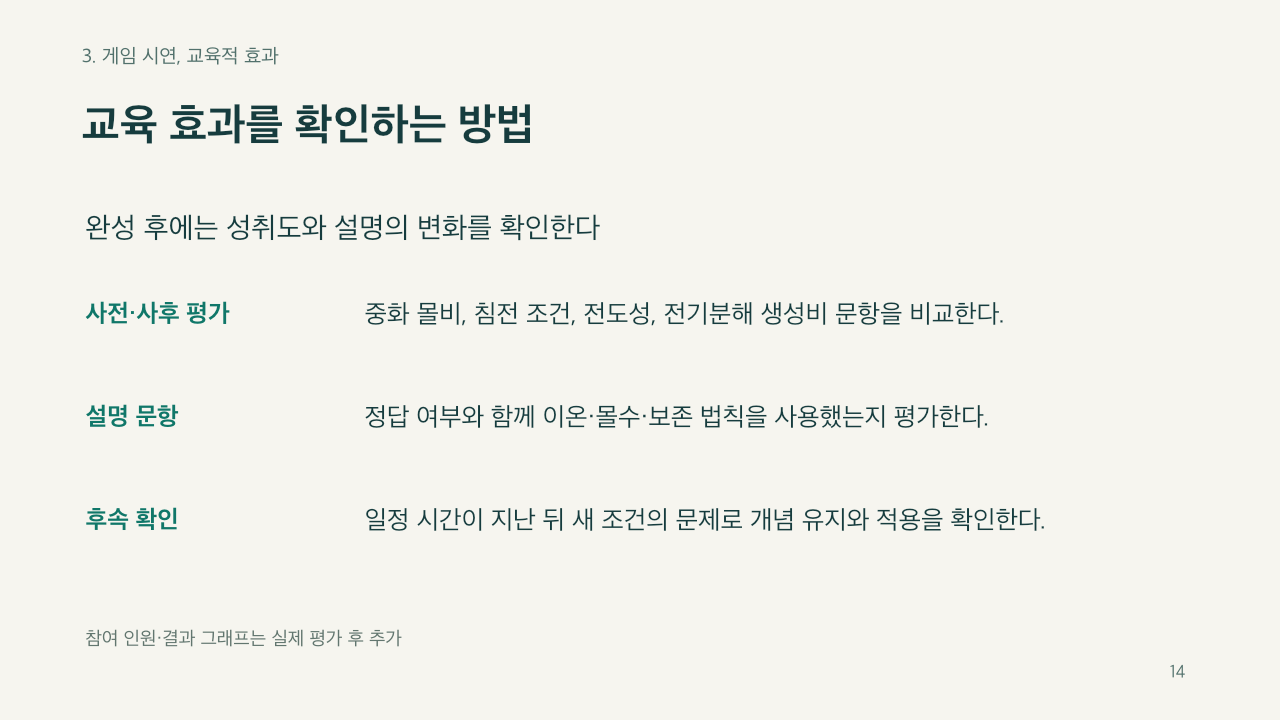 3. 게임 시연, 교육적 효과
교육 효과를 확인하는 방법
완성 후에는 성취도와 설명의 변화를 확인한다
사전·사후 평가
중화 몰비, 침전 조건, 전도성, 전기분해 생성비 문항을 비교한다.
설명 문항
정답 여부와 함께 이온·몰수·보존 법칙을 사용했는지 평가한다.
후속 확인
일정 시간이 지난 뒤 새 조건의 문제로 개념 유지와 적용을 확인한다.
참여 인원·결과 그래프는 실제 평가 후 추가
14